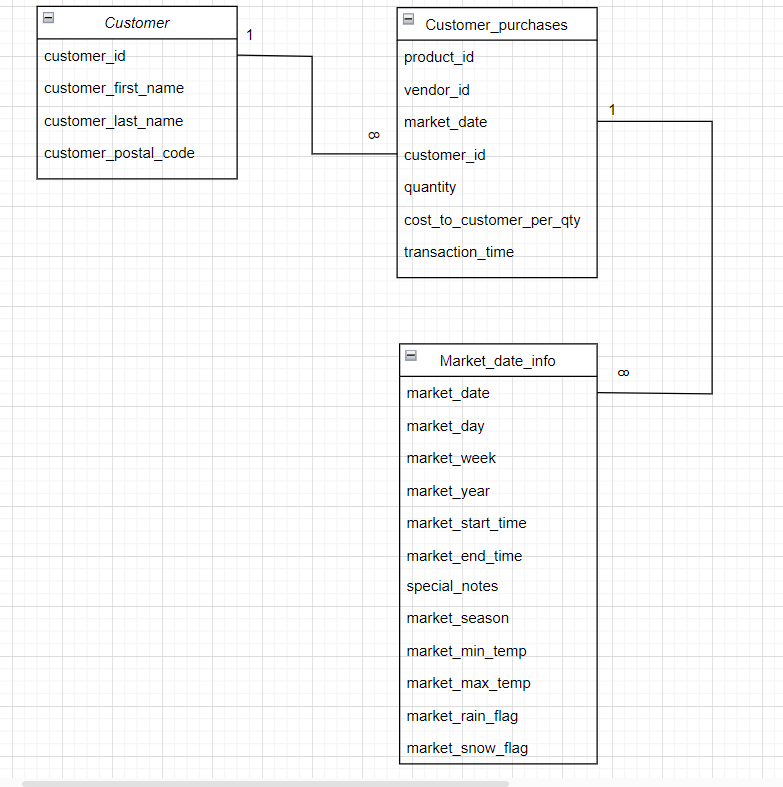 Customer
customer_id
customer_first_name
customer_last_name
customer_postal_code
1
∞
Customer_purchases
product_id
vendor_id
market_date
customer_id
quantity
cost_to_customer_per_qty
transaction_time
1
∞
Market_date_info
market_date
market_day
market_week
market_year
market_start_time
market_end_time
special_notes
market_season
market_min_temp
market_max_temp
market_rain_flag
market_snow_flag